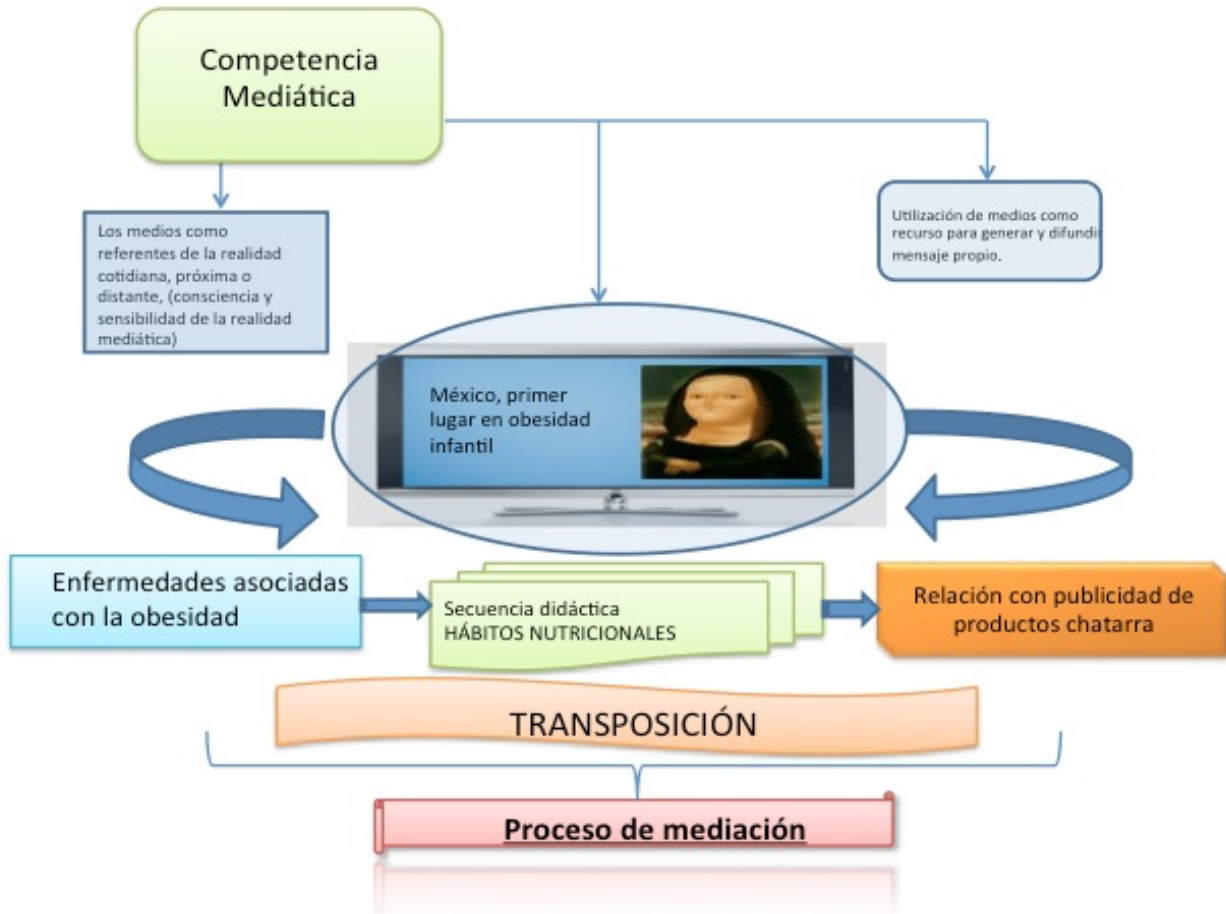 Competencia
Mediática
Los medios como
referentes de la realidad
cotidiana, próxima o
distante, (consciencia y
sensibilidad de la realidad
mediática)
Utilización de medios como
recurso para generar y difundir
mensaje propio.
México, primer
lugar en obesidad
infantil
Enfermedades asociadas
con la obesidad
Secuencia didáctica
HÁBITOS NUTRICIONALES
Relación con publicidad de
productos chatarra
TRANSPOSICIÓN
Proceso de mediación